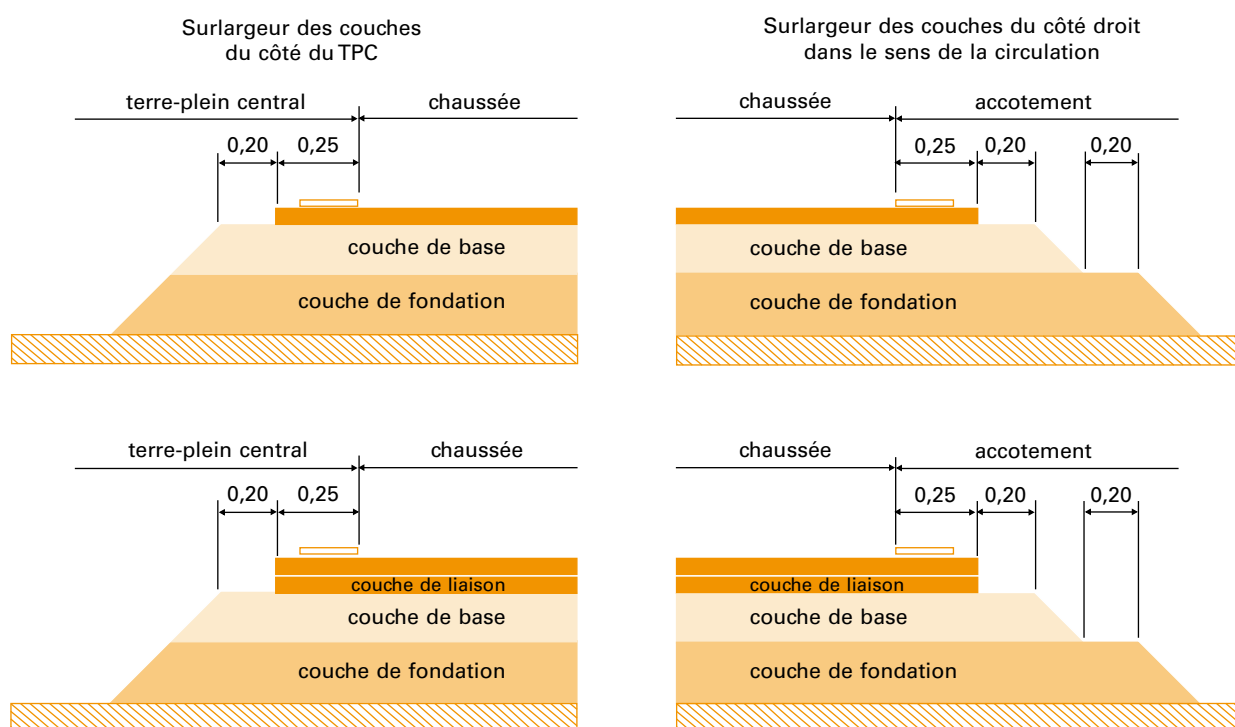 Surlargeur des couches
du côté du TPC
Surlargeur des couches du côté droit
dans le sens de la circulation
terre-plein central
chaussée
0,20
0,25
couche de base
couche de fondation
chaussée
accotement
0,25
0,20
0,20
couche de base
couche de fondation
terre-plein central
chaussée
0,20
0,25
couche de liaison
couche de base
couche de fondation
chaussée
accotement
0,25
0,20
0,20
couche de liaison
couche de base
couche de fondation